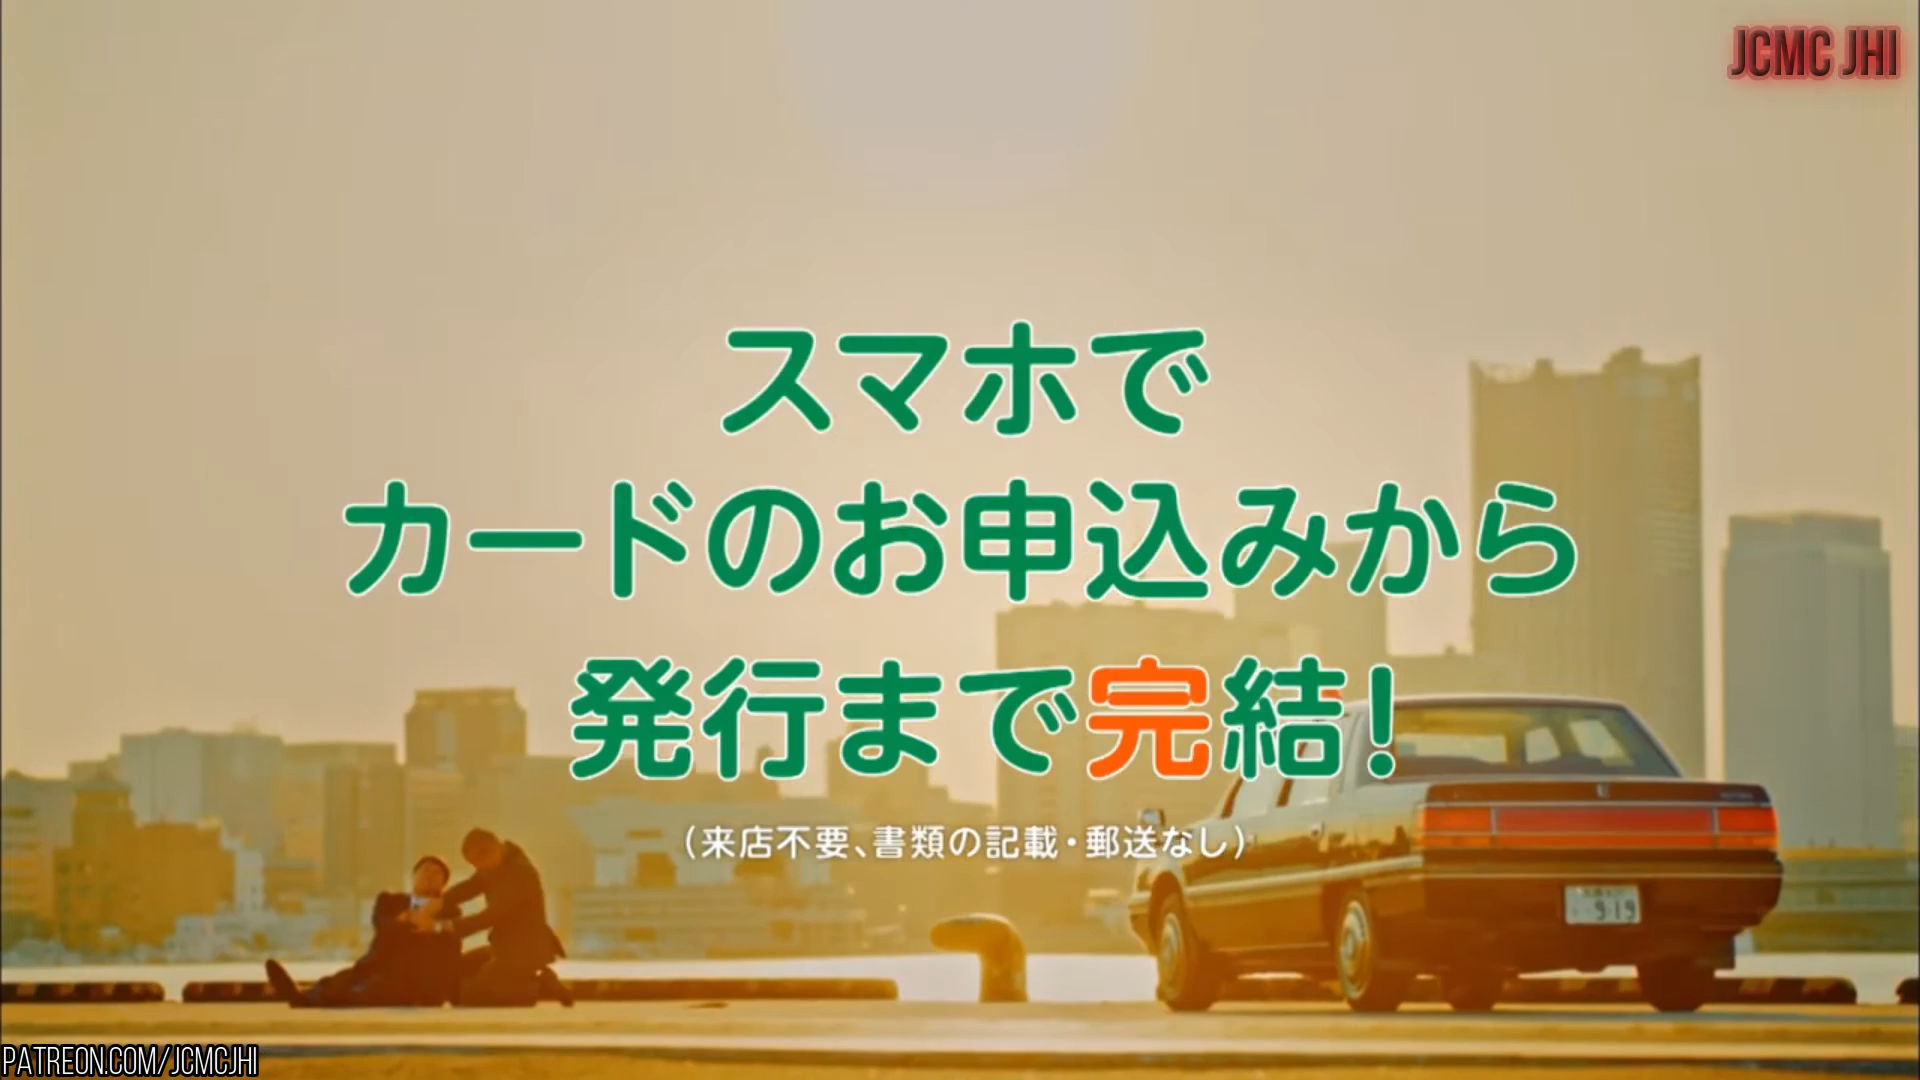 JCMC JHI
スマホで
カードのお申込みから
発行まで完結!
(来店不要、書類の記載・郵送なし)
919
PATREON.COM/JCMCJHI